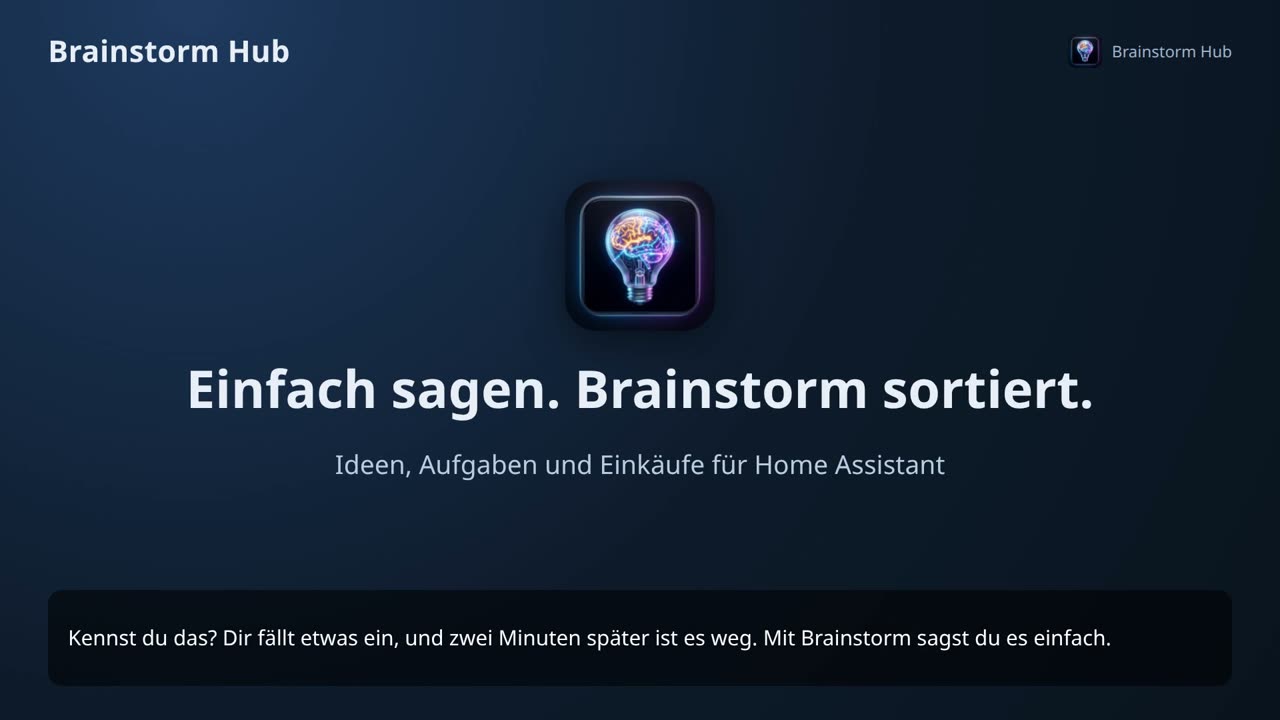 Brainstorm Hub
Brainstorm Hub
Einfach sagen. Brainstorm sortiert.
Ideen, Aufgaben und Einkäufe für Home Assistant
Kennst du das? Dir fällt etwas ein, und zwei Minuten später ist es weg. Mit Brainstorm sagst du es einfach.